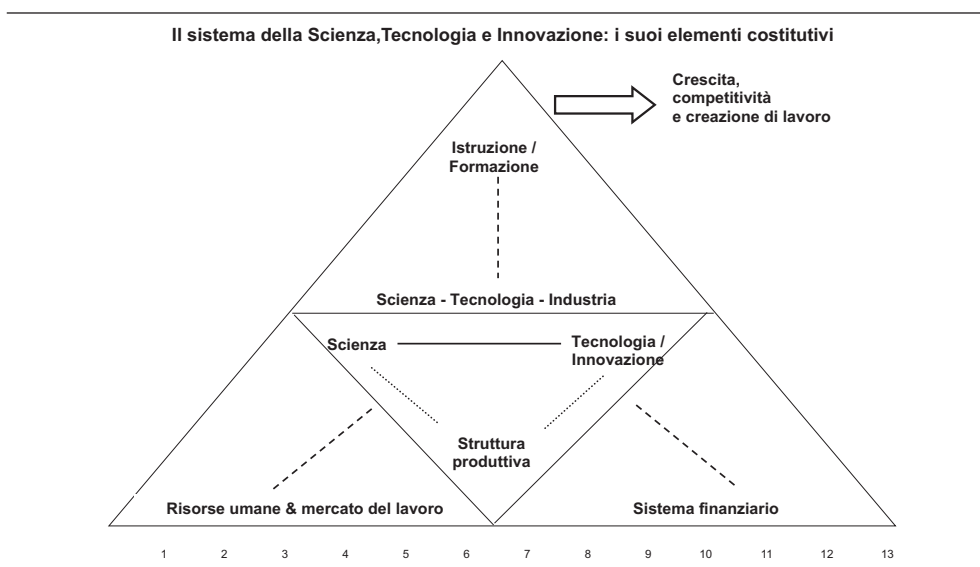 Il sistema della Scienza,Tecnologia e Innovazione: i suoi elementi costitutivi
Crescita,
competitività
e creazione di lavoro
Istruzione /
Formazione
Scienza - Tecnologia - Industria
Scienza
Tecnologia /
Innovazione
Struttura
produttiva
Risorse umane & mercato del lavoro
Sistema finanziario
1 2 3 4 5 6 7 8 9 10 11 12 13